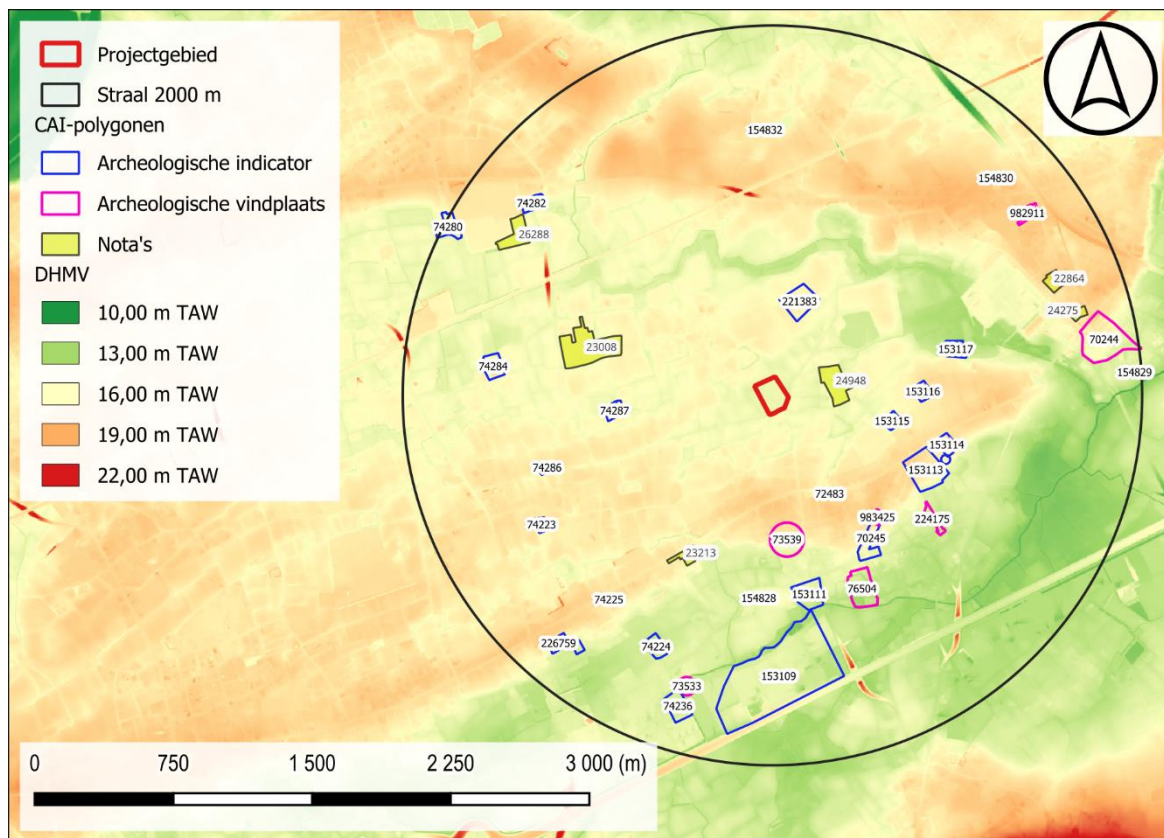 Projectgebied
Straal 2000 m
CAI-polygonen
Archeologische indicator
Archeologische vindplaats
Nota's
DHMV
10,00 m TAW
13,00 m TAW
16,00 m TAW
19,00 m TAW
22,00 m TAW
154832
154830
74282
982911
74280
26288
22864
221383
24275
70244
23008
153117
74284
154829
24948
153116
74287
153115
153114
74286
153113
72483
983425
224175
74223
73539
70245
23213
76504
153111
74225
154828
226759
74224
153109
73533
74236
0 750 1 500 2 250 3 000 (m)